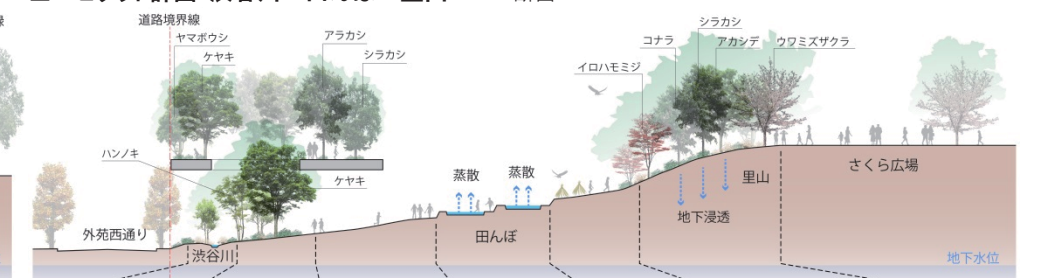 断面
道路境界線
ヤマボウシ
ケヤキ
アラカシ
シラカシ
シラカシ
コナラ
アカシデ
ウワミズザクラ
イロハモミジ
ハンノキ
ケヤキ
蒸散
蒸散
里山
さくら広場
地下浸透
田んぼ
外苑西通り
渋谷川
地下水位